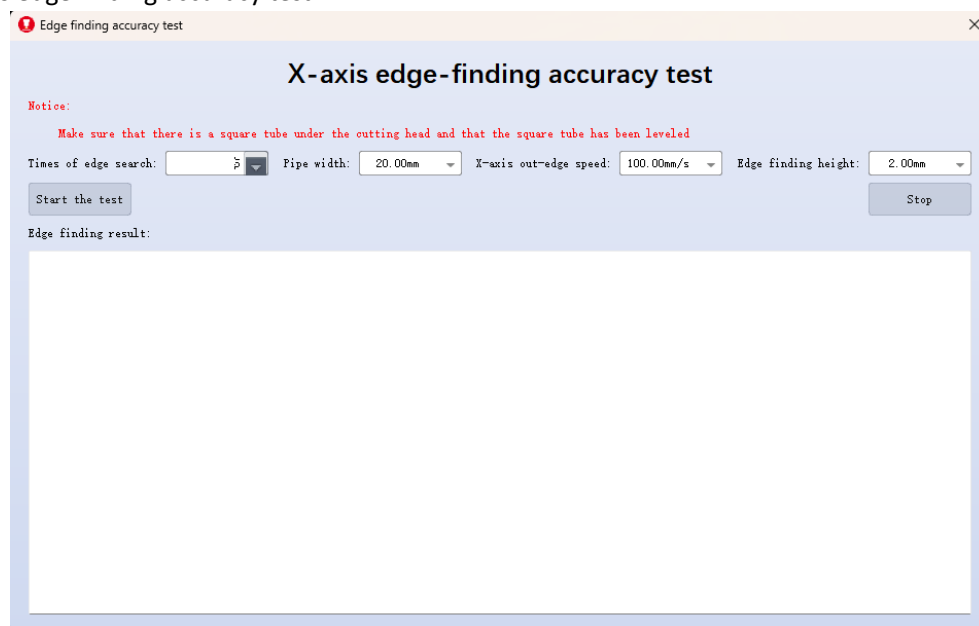 Edge finding accuracy test
X-axis edge-finding accuracy test
Notice:
Make sure that there is a square tube under the cutting head and that the square tube has been leveled
Times of edge search: Pipe width: 20.00mm X-axis out-edge speed: 100.00mm/s Edge finding height: 2.00mm
Start the test Stop
Edge finding result: